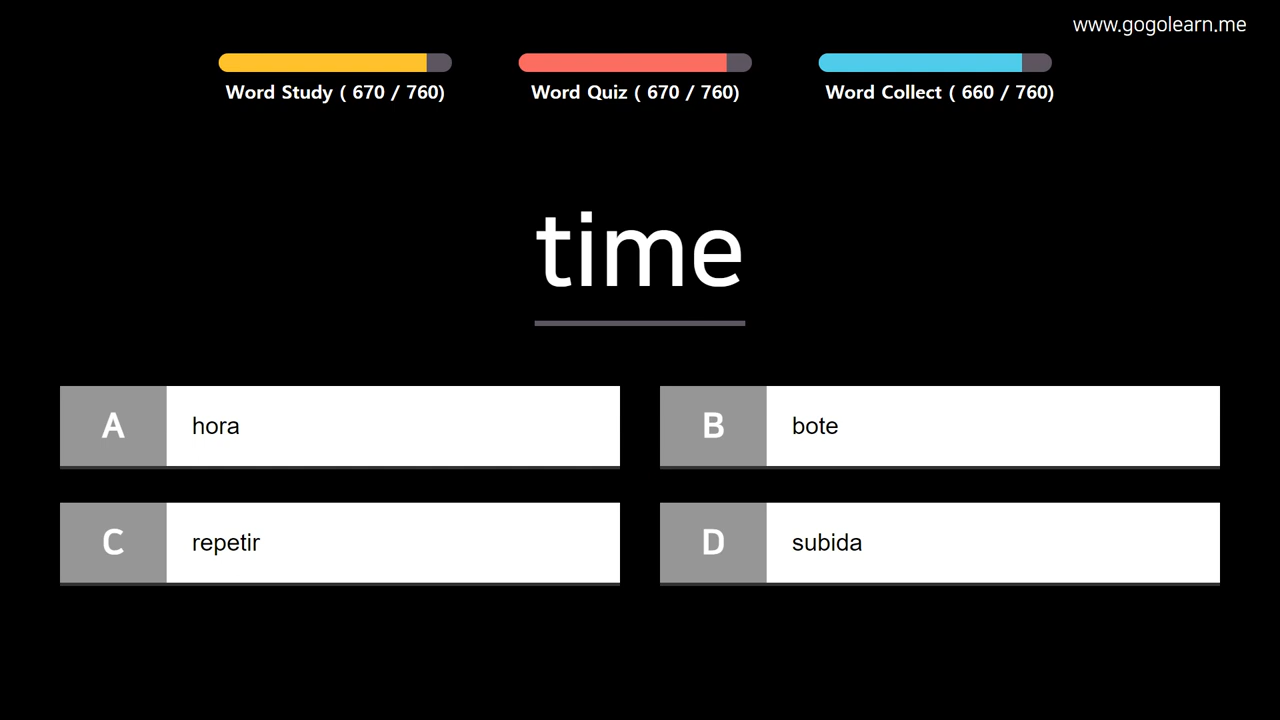 www.gogolearn.me
Word Study ( 670 / 760)
Word Quiz ( 670 / 760)
Word Collect ( 660 / 760)
time
A hora
B bote
C repetir
D subida